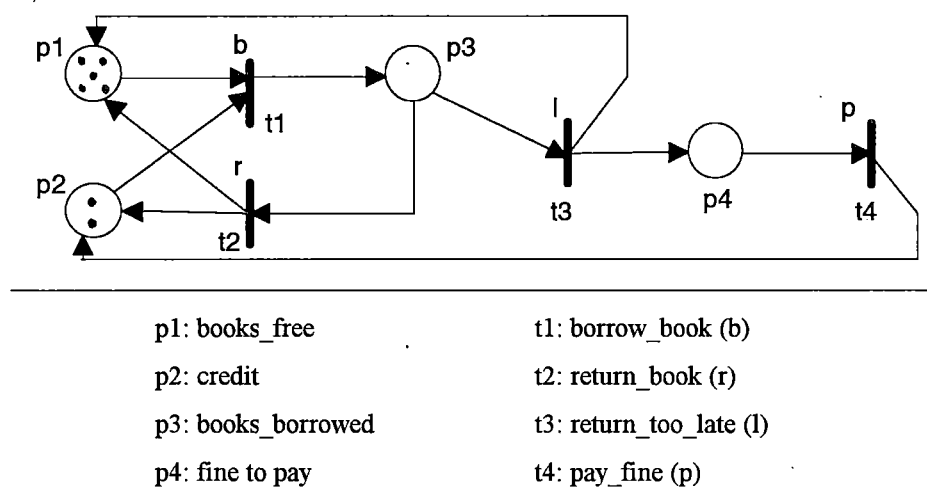 p1
b
p3
t1
l
p
p2
r
t2
t3
p4
t4
p1: books_free
t1: borrow_book (b)
p2: credit
t2: return_book (r)
p3: books_borrowed
t3: return_too_late (l)
p4: fine to pay
t4: pay_fine (p)